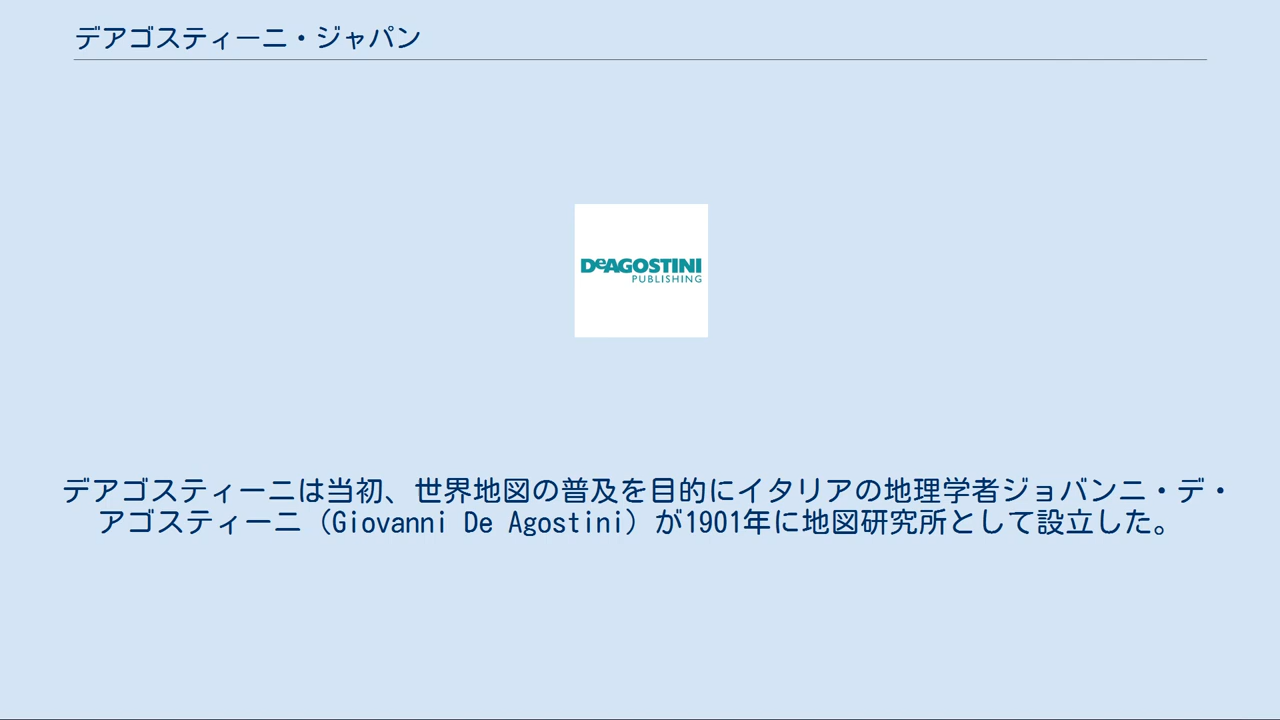 デアゴスティーニ・ジャパン
DeAGOSTINI
PUBLISHING
デアゴスティーニは当初、世界地図の普及を目的にイタリアの地理学者ジョバンニ・デ・
アゴスティーニ（Giovanni De Agostini）が1901年に地図研究所として設立した。